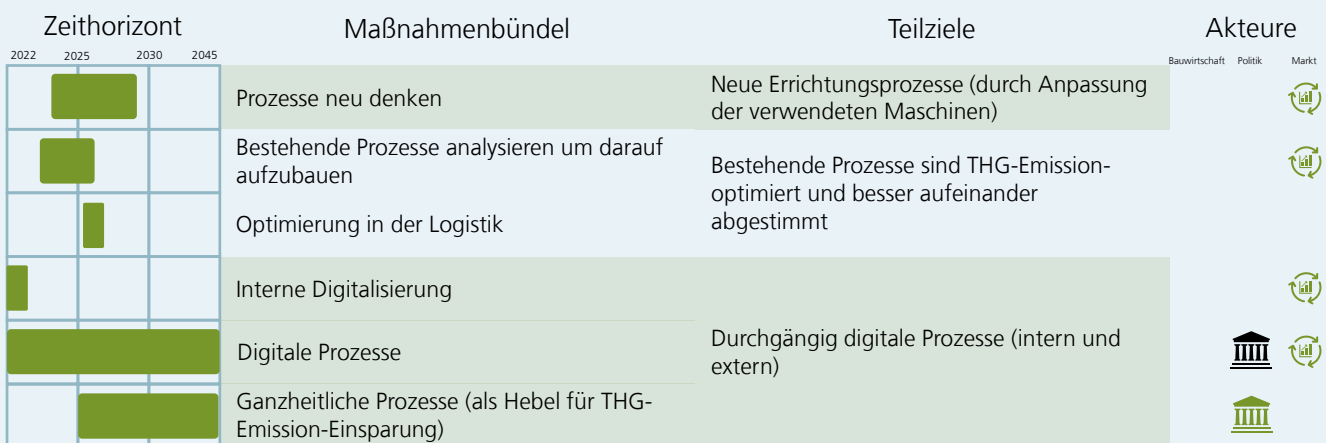 Zeithorizont
Maßnahmenbündel
Teilziele
Akteure
2022 2025 2030 2045
Bauwirtschaft Politik Markt
Prozesse neu denken
Neue Errichtungsprozesse (durch Anpassung
der verwendeten Maschinen)
Bestehende Prozesse analysieren um darauf
aufzubauen
Bestehende Prozesse sind THG-Emission-
optimiert und besser aufeinander
abgestimmt
Optimierung in der Logistik
Interne Digitalisierung
Digitale Prozesse
Durchgängig digitale Prozesse (intern und
extern)
Ganzheitliche Prozesse (als Hebel für THG-
Emission-Einsparung)